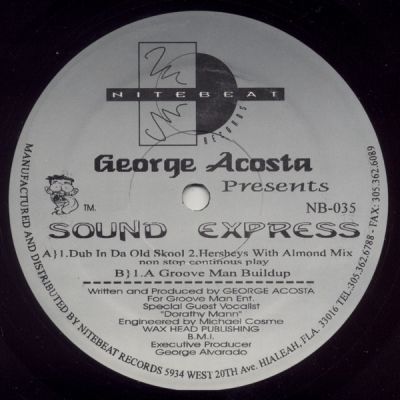 NITEBEAT
RECORDS
George Acosta
Presents
TM.
NB-035
SOUND EXPRESS
A}1.Dub In Da Old Skool 2.Hersheys With Almond Mix
non stop continous play
B}1.A Groove Man Buildup
Written and Produced by GEORGE ACOSTA
For Groove Man Ent.
Special Guest Vocalist
"Dorathy Mann"
Engineered by Michael Cosme
WAX HEAD PUBLISHING
B.M.I.
Executive Producer
George Alvarado
MANUFACTURED AND DISTRIBUTED BY NITEBEAT RECORDS 5934 WEST 20TH Ave. HIALEAH, FLA. 33016 TEL:305.362.6788 - FAX: 305.362.6089